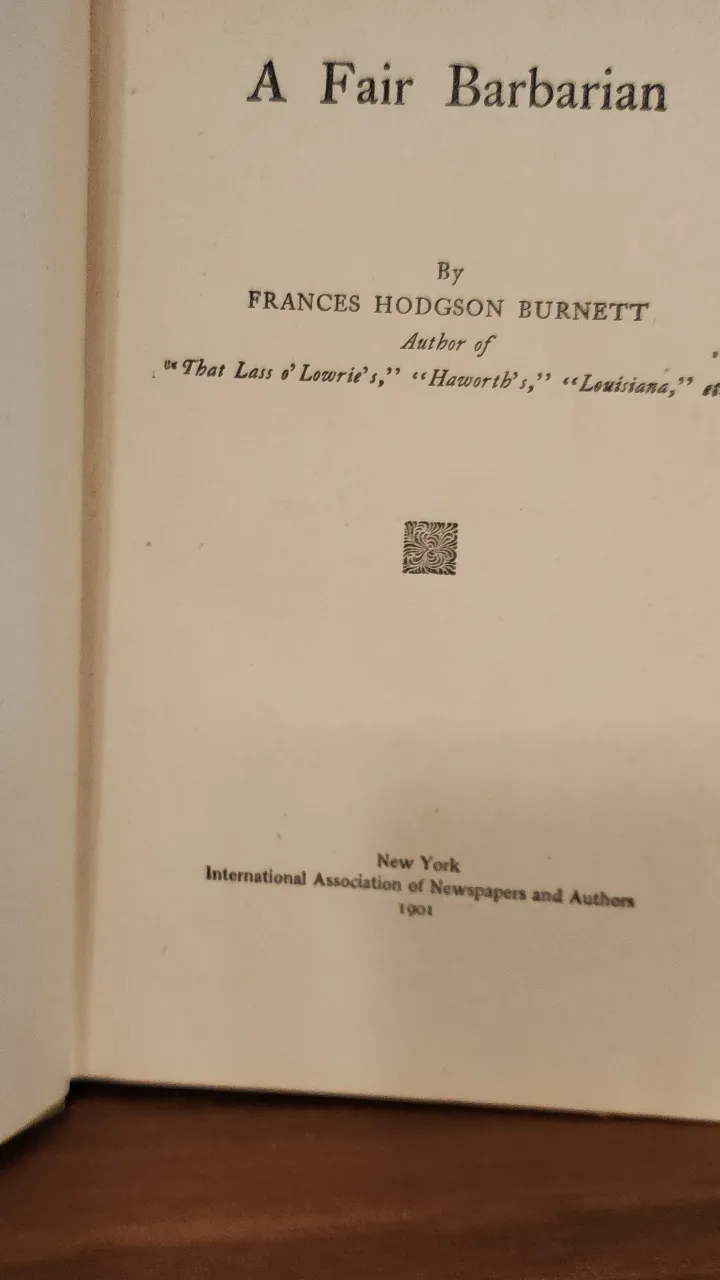 A Fair Barbarian
By
FRANCES HODGSON BURNETT
Author of
"That Lass o' Lowrie's," "Haworth's," "Louisiana,"
New York
International Association of Newspapers and Authors
1901